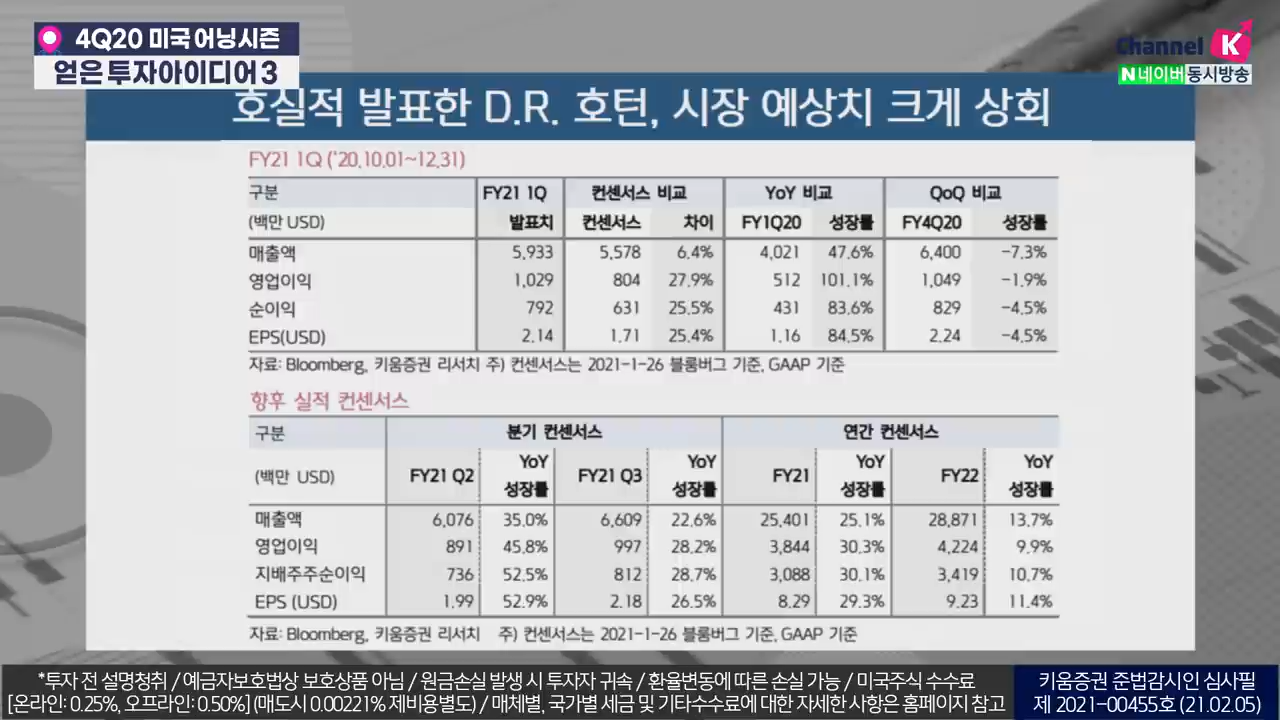 4Q20 미국 어닝시즌
얻은 투자아이디어 3
Channel K
N 네이버 동시방송
호실적 발표한 D.R. 호턴, 시장 예상치 크게 상회
FY21 1Q ('20.10.01~12.31)
구분 FY21 1Q 컨센서스 비교 YoY 비교 QoQ 비교
(백만 USD) 발표치 컨센서스 차이 FY1Q20 성장률 FY4Q20 성장률
매출액 5,933 5,578 6.4% 4,021 47.6% 6,400 -7.3%
영업이익 1,029 804 27.9% 512 101.1% 1,049 -1.9%
순이익 792 631 25.5% 431 83.6% 829 -4.5%
EPS(USD) 2.14 1.71 25.4% 1.16 84.5% 2.24 -4.5%
자료: Bloomberg, 키움증권 리서치 주) 컨센서스는 2021-1-26 블룸버그 기준, GAAP 기준
향후 실적 컨센서스
구분 분기 컨센서스 연간 컨센서스
(백만 USD) FY21 Q2 YoY 성장률 FY21 Q3 YoY 성장률 FY21 YoY 성장률 FY22 YoY 성장률
매출액 6,076 35.0% 6,609 22.6% 25,401 25.1% 28,871 13.7%
영업이익 891 45.8% 997 28.2% 3,844 30.3% 4,224 9.9%
지배주주순이익 736 52.5% 812 28.7% 3,088 30.1% 3,419 10.7%
EPS (USD) 1.99 52.9% 2.18 26.5% 8.29 29.3% 9.23 11.4%
자료: Bloomberg, 키움증권 리서치 주) 컨센서스는 2021-1-26 블룸버그 기준, GAAP 기준
*투자 전 설명청취 / 예금자보호법상 보호상품 아님 / 원금손실 발생 시 투자자 귀속 / 환율변동에 따른 손실 가능 / 미국주식 수수료
[온라인: 0.25%, 오프라인: 0.50%] (매도시 0.00221% 제비용별도) / 매체별, 국가별 세금 및 기타수수료에 대한 자세한 사항은 홈페이지 참고
키움증권 준법감시인 심사필
제 2021-00455호 (21.02.05)